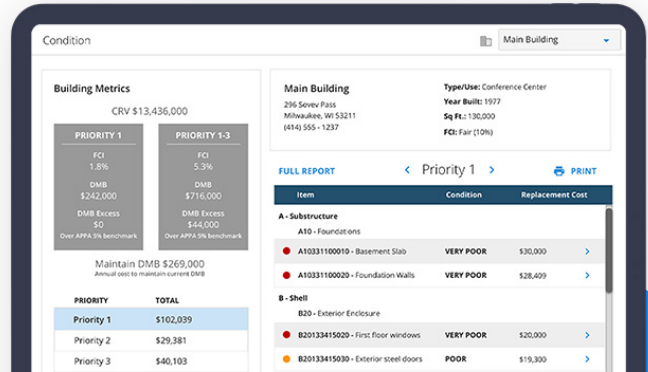 Condition
Main Building
Building Metrics
CRV $13,436,000
PRIORITY 1
FCI
1.8%
DMB
$242,000
DMB Excess
$0
Over APPA 5% benchmark
PRIORITY 1-3
FCI
5.3%
DMB
$716,000
DMB Excess
$44,000
Over APPA 5% benchmark
Maintain DMB $269,000
Annual cost to maintain current DMB
PRIORITY TOTAL
Priority 1 $102,039
Priority 2 $29,381
Priority 3 $40,103
Main Building
296 Sovev Pass
Milwaukee, WI 53211
(414) 555 - 1237
Type/Use: Conference Center
Year Built: 1977
Sq Ft.: 130,000
FCI: Fair (10%)
FULL REPORT < Priority 1 > PRINT
Item Condition Replacement Cost
A - Substructure
A10 - Foundations
A10331100010 - Basement Slab VERY POOR $30,000 >
A10331100020 - Foundation Walls VERY POOR $28,409 >
B - Shell
B20 - Exterior Enclosure
B20133415020 - First floor windows VERY POOR $20,000 >
B20133415030 - Exterior steel doors POOR $19,300 >